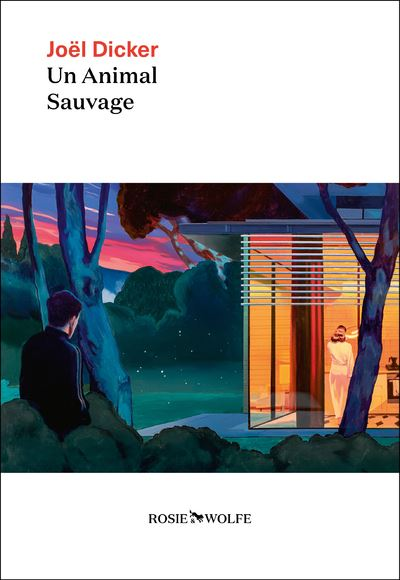 Joël Dicker
Un Animal
Sauvage
ROSIE & WOLFE